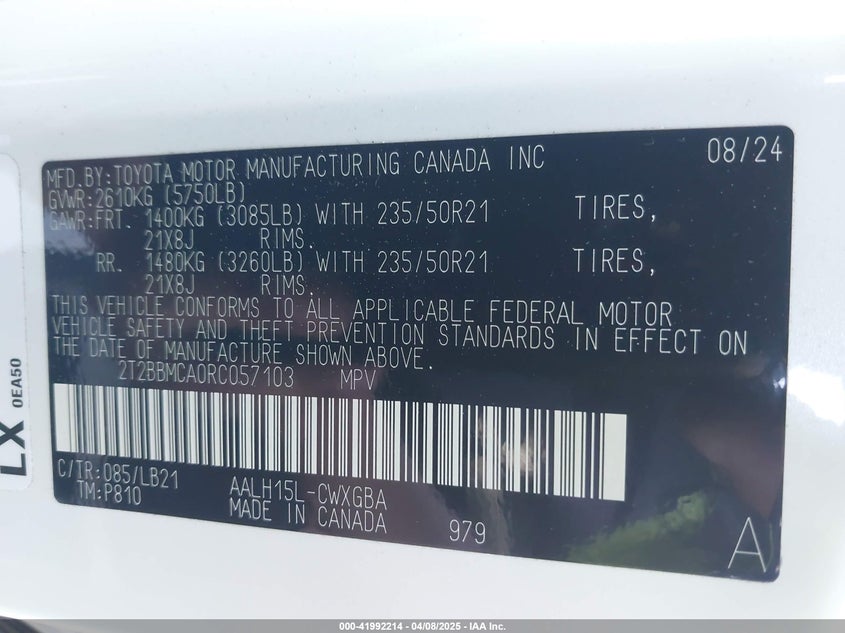 MFD.BY:TOYOTA MOTOR MANUFACTURING CANADA INC 08/24
GVWR:2610KG (5750LB)
GAWR:FRT. 1400KG (3085LB) WITH 235/50R21 TIRES,
21X8J RIMS.
RR. 1480KG (3260LB) WITH 235/50R21 TIRES,
21X8J RIMS.
THIS VEHICLE CONFORMS TO ALL APPLICABLE FEDERAL MOTOR
VEHICLE SAFETY AND THEFT PREVENTION STANDARDS IN EFFECT ON
THE DATE OF MANUFACTURE SHOWN ABOVE.
2T2BBMCA0RC057103 MPV
C/TR:085/LB21 AALH15L-CWXGBA
TM:P810 MADE IN CANADA 979
A
LX
0EA50
000-41992214 - 04/08/2025 - IAA Inc.